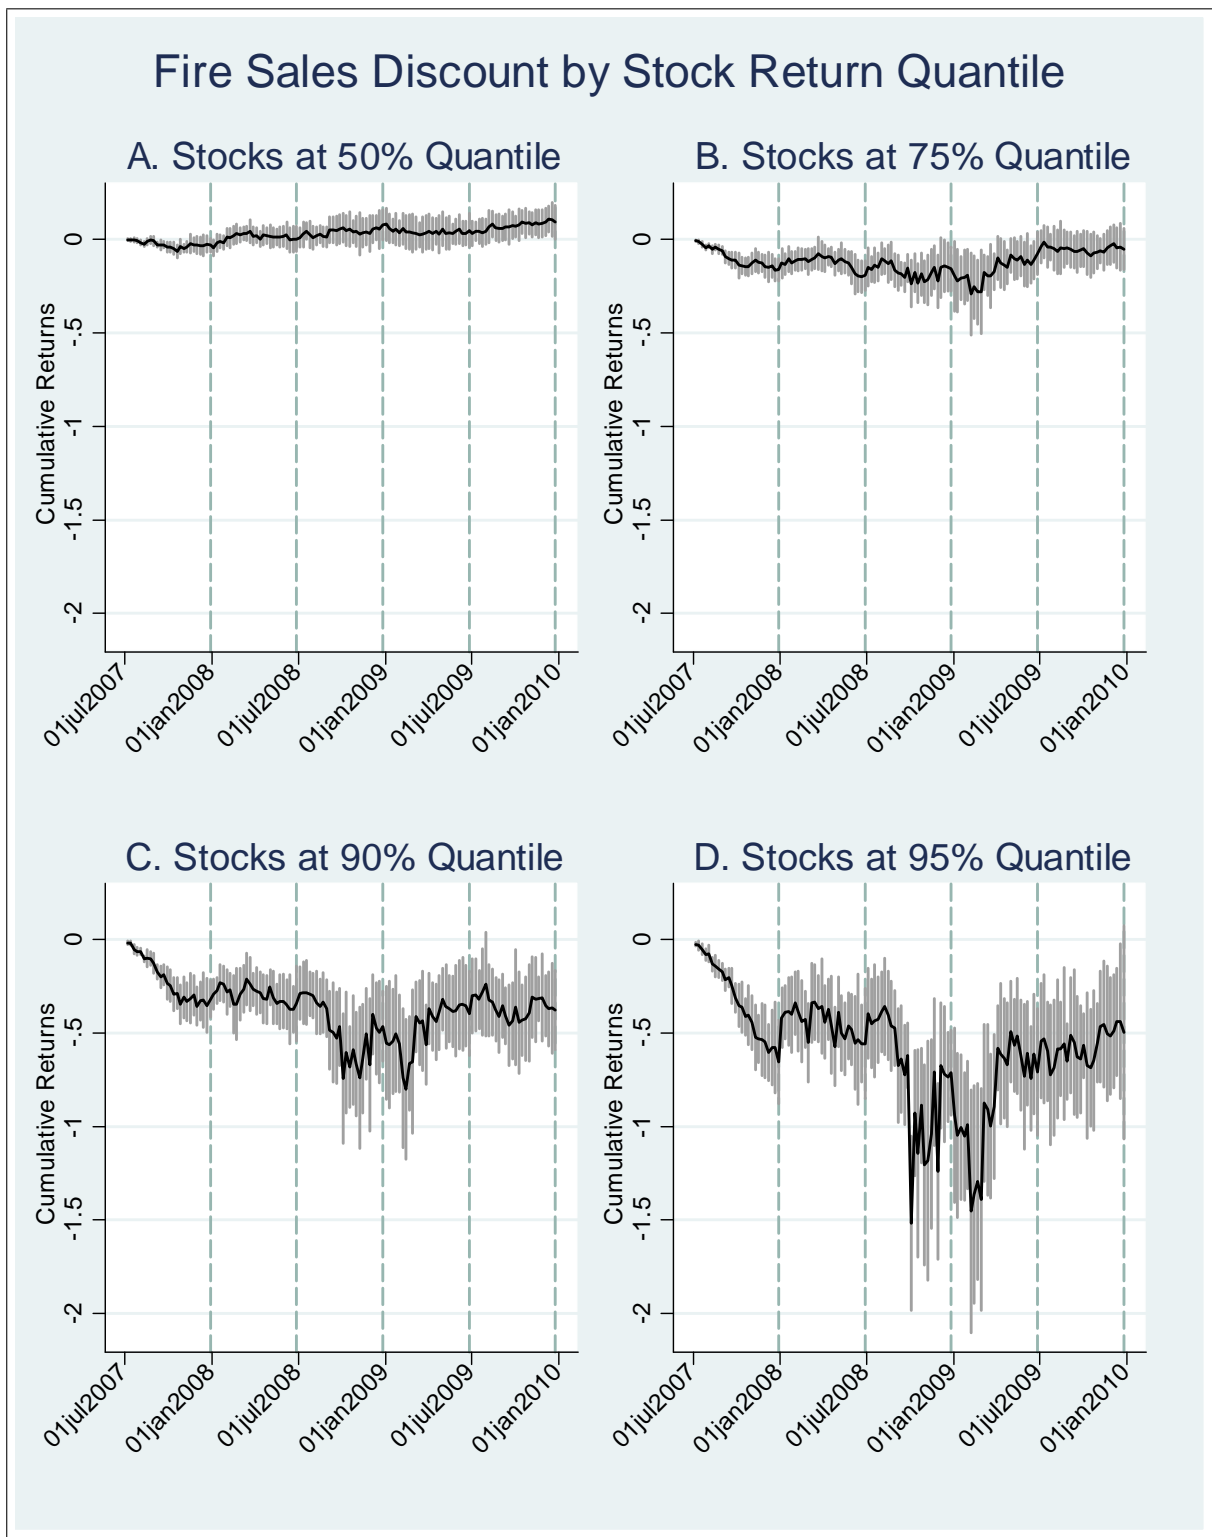 Fire Sales Discount by Stock Return Quantile
A. Stocks at 50% Quantile
Cumulative Returns
0
-.5
-1
-1.5
-2
01jul2007
01jan2008
01jul2008
01jan2009
01jul2009
01jan2010
B. Stocks at 75% Quantile
Cumulative Returns
0
-.5
-1
-1.5
-2
01jul2007
01jan2008
01jul2008
01jan2009
01jul2009
01jan2010
C. Stocks at 90% Quantile
Cumulative Returns
0
-.5
-1
-1.5
-2
01jul2007
01jan2008
01jul2008
01jan2009
01jul2009
01jan2010
D. Stocks at 95% Quantile
Cumulative Returns
0
-.5
-1
-1.5
-2
01jul2007
01jan2008
01jul2008
01jan2009
01jul2009
01jan2010